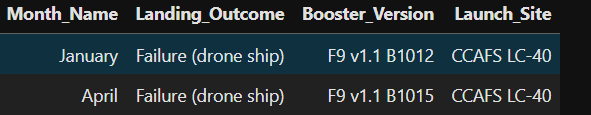 Month_Name Landing_Outcome Booster_Version Launch_Site
January Failure (drone ship) F9 v1.1 B1012 CCAFS LC-40
April Failure (drone ship) F9 v1.1 B1015 CCAFS LC-40